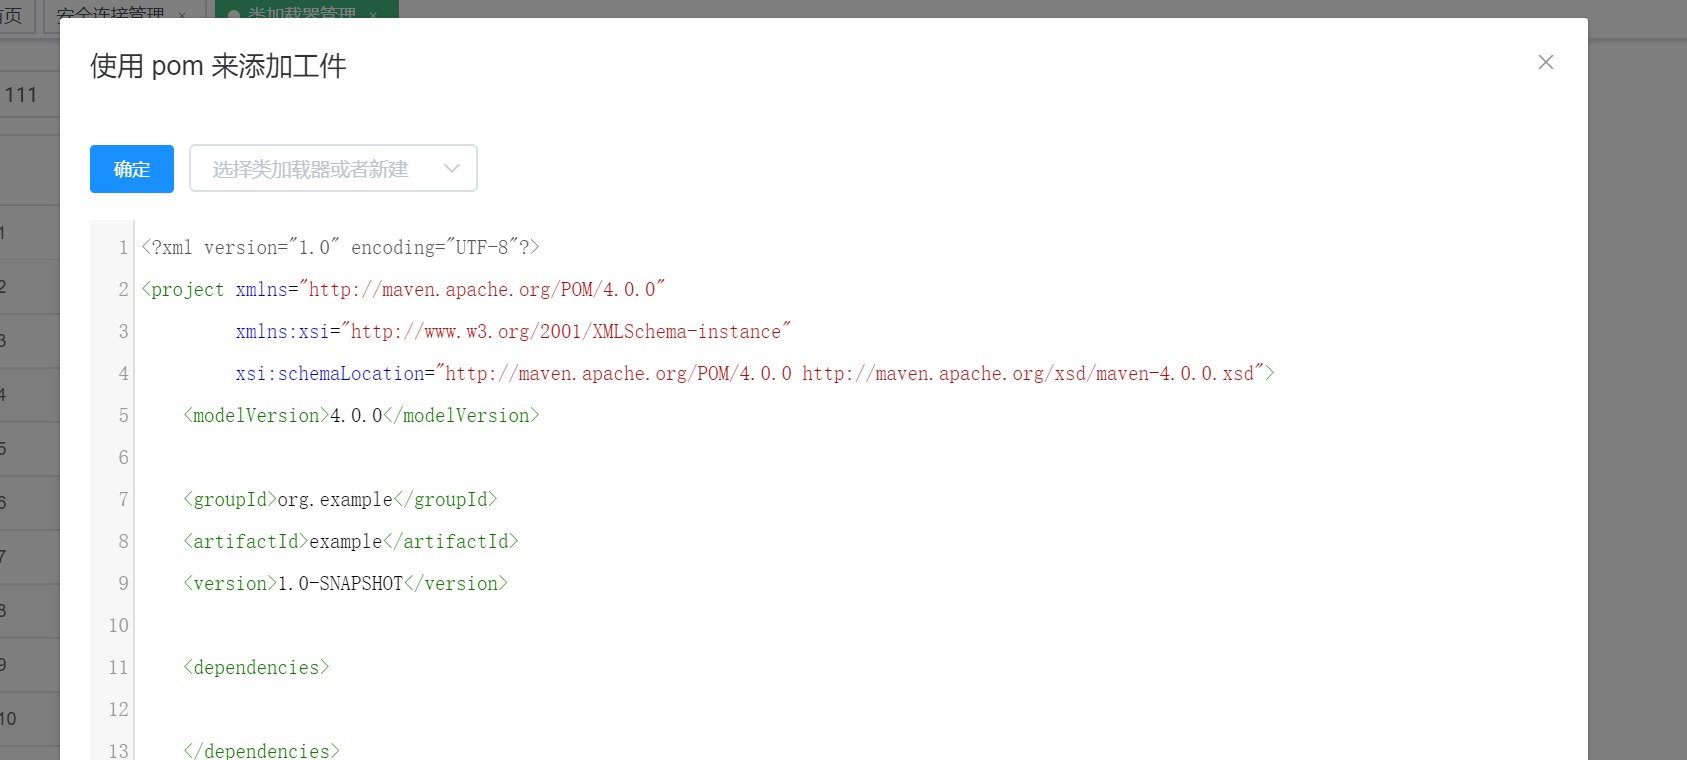 首页
安全连接管理 ×
类加载器管理 ×
使用 pom 来添加工件
111
确定
选择类加载器或者新建
1 <?xml version="1.0" encoding="UTF-8"?>
2 <project xmlns="http://maven.apache.org/POM/4.0.0"
3 xmlns:xsi="http://www.w3.org/2001/XMLSchema-instance"
4 xsi:schemaLocation="http://maven.apache.org/POM/4.0.0 http://maven.apache.org/xsd/maven-4.0.0.xsd">
5 <modelVersion>4.0.0</modelVersion>
6
7 <groupId>org.example</groupId>
8 <artifactId>example</artifactId>
9 <version>1.0-SNAPSHOT</version>
10
11 <dependencies>
12
13 </dependencies>
1
2
3
4
5
6
7
8
9
10